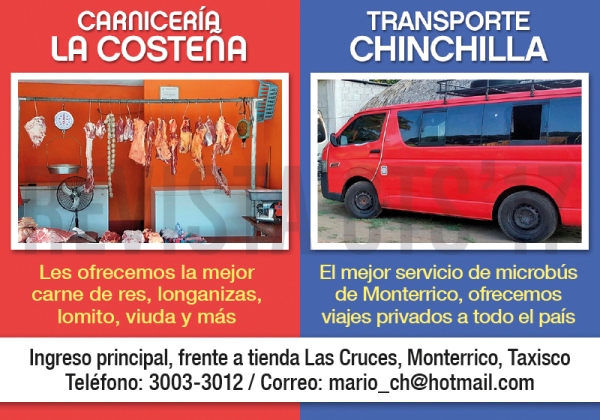 CARNICERÍA
LA COSTEÑA
Les ofrecemos la mejor
carne de res, longanizas,
lomito, viuda y más
TRANSPORTE
CHINCHILLA
El mejor servicio de microbús
de Monterrico, ofrecemos
viajes privados a todo el país
Ingreso principal, frente a tienda Las Cruces, Monterrico, Taxisco
Teléfono: 3003-3012 / Correo: mario_ch@hotmail.com